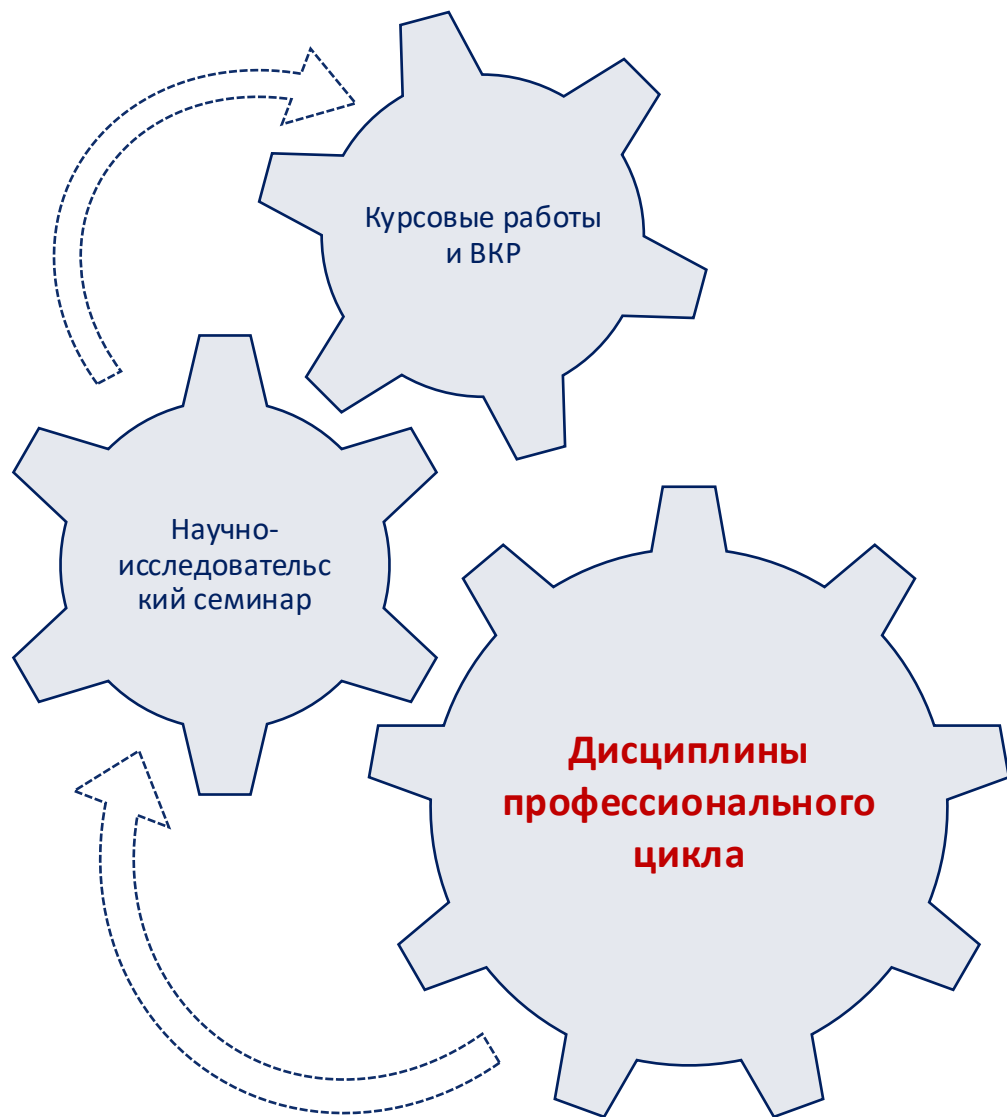 Курсовые работы
и ВКР
Научно-
исследовательс
кий семинар
Дисциплины
профессионального
цикла